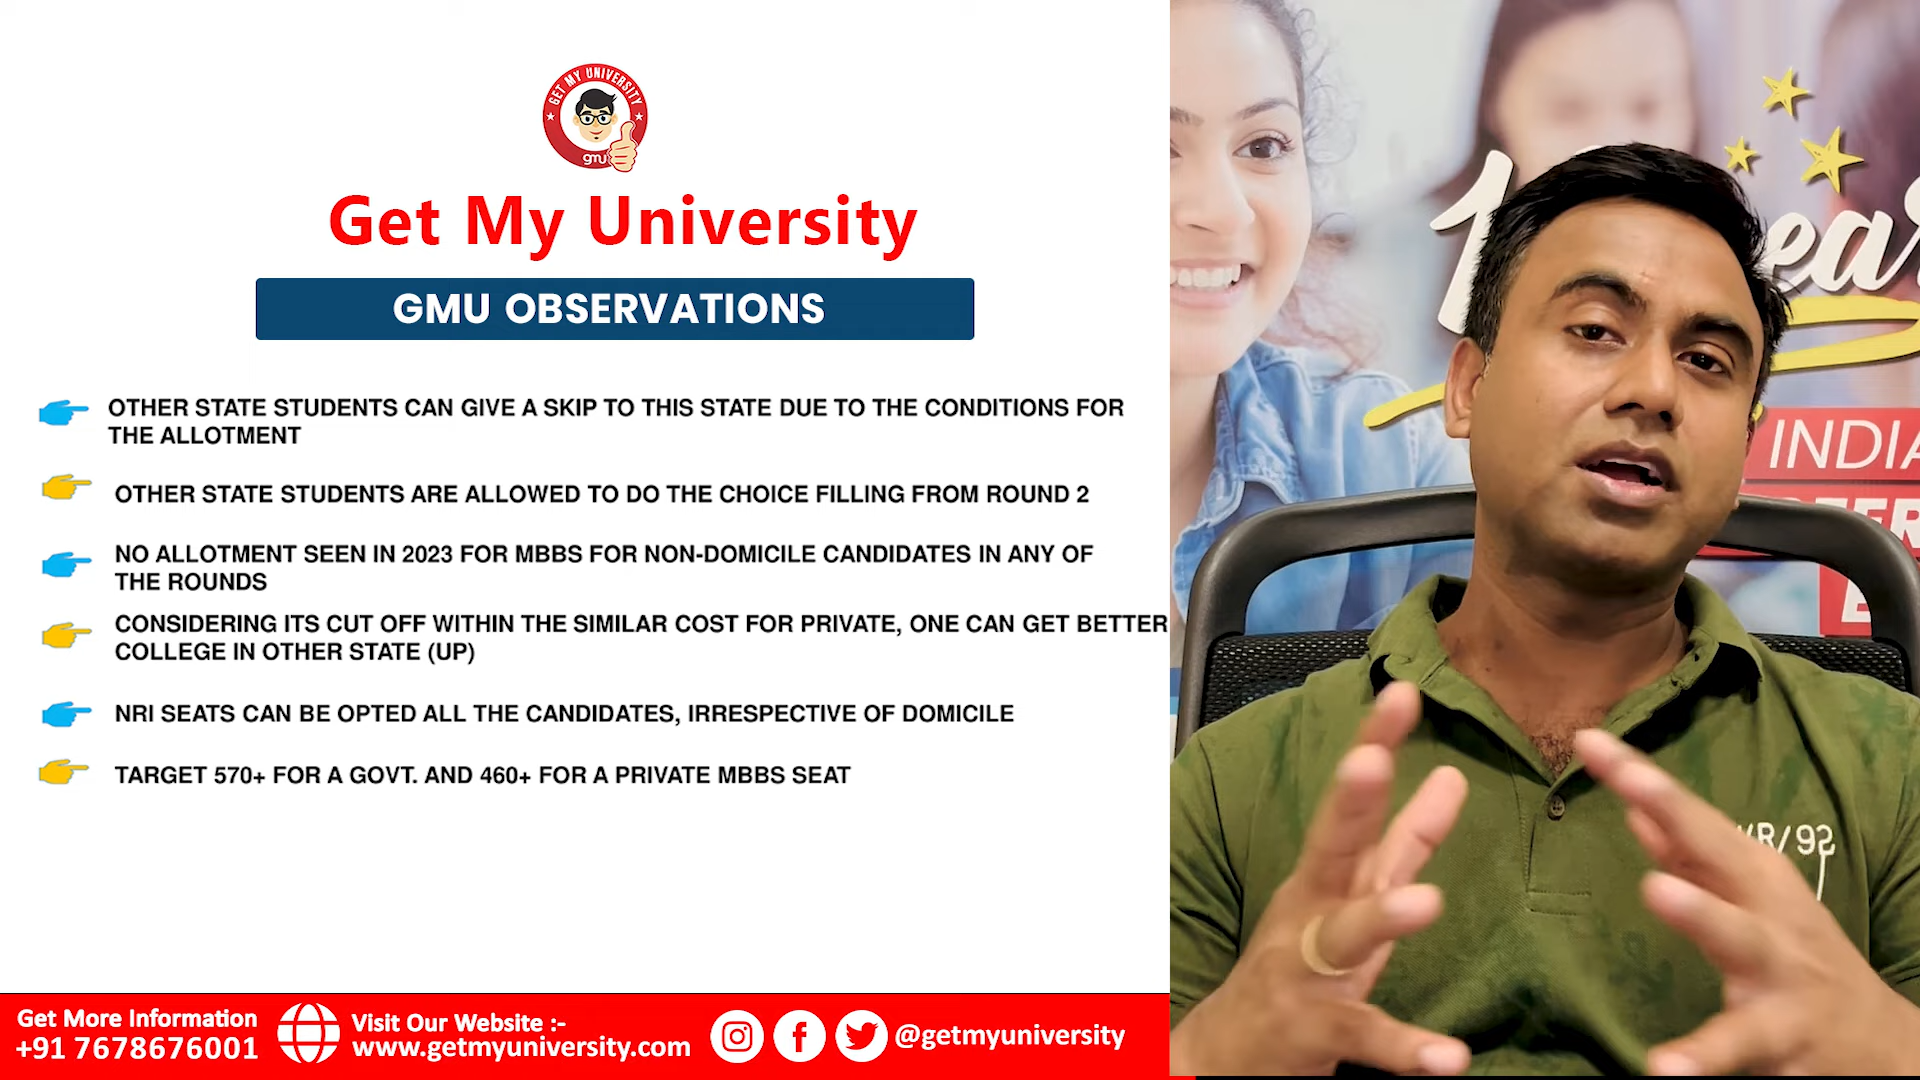 GET MY UNIVERSITY
gmu
Get My University
GMU OBSERVATIONS
OTHER STATE STUDENTS CAN GIVE A SKIP TO THIS STATE DUE TO THE CONDITIONS FOR
THE ALLOTMENT
OTHER STATE STUDENTS ARE ALLOWED TO DO THE CHOICE FILLING FROM ROUND 2
NO ALLOTMENT SEEN IN 2023 FOR MBBS FOR NON-DOMICILE CANDIDATES IN ANY OF
THE ROUNDS
CONSIDERING ITS CUT OFF WITHIN THE SIMILAR COST FOR PRIVATE, ONE CAN GET BETTER
COLLEGE IN OTHER STATE (UP)
NRI SEATS CAN BE OPTED ALL THE CANDIDATES, IRRESPECTIVE OF DOMICILE
TARGET 570+ FOR A GOVT. AND 460+ FOR A PRIVATE MBBS SEAT
Get More Information
+91 7678676001
Visit Our Website :-
www.getmyuniversity.com
@getmyuniversity
INDIA
R/92